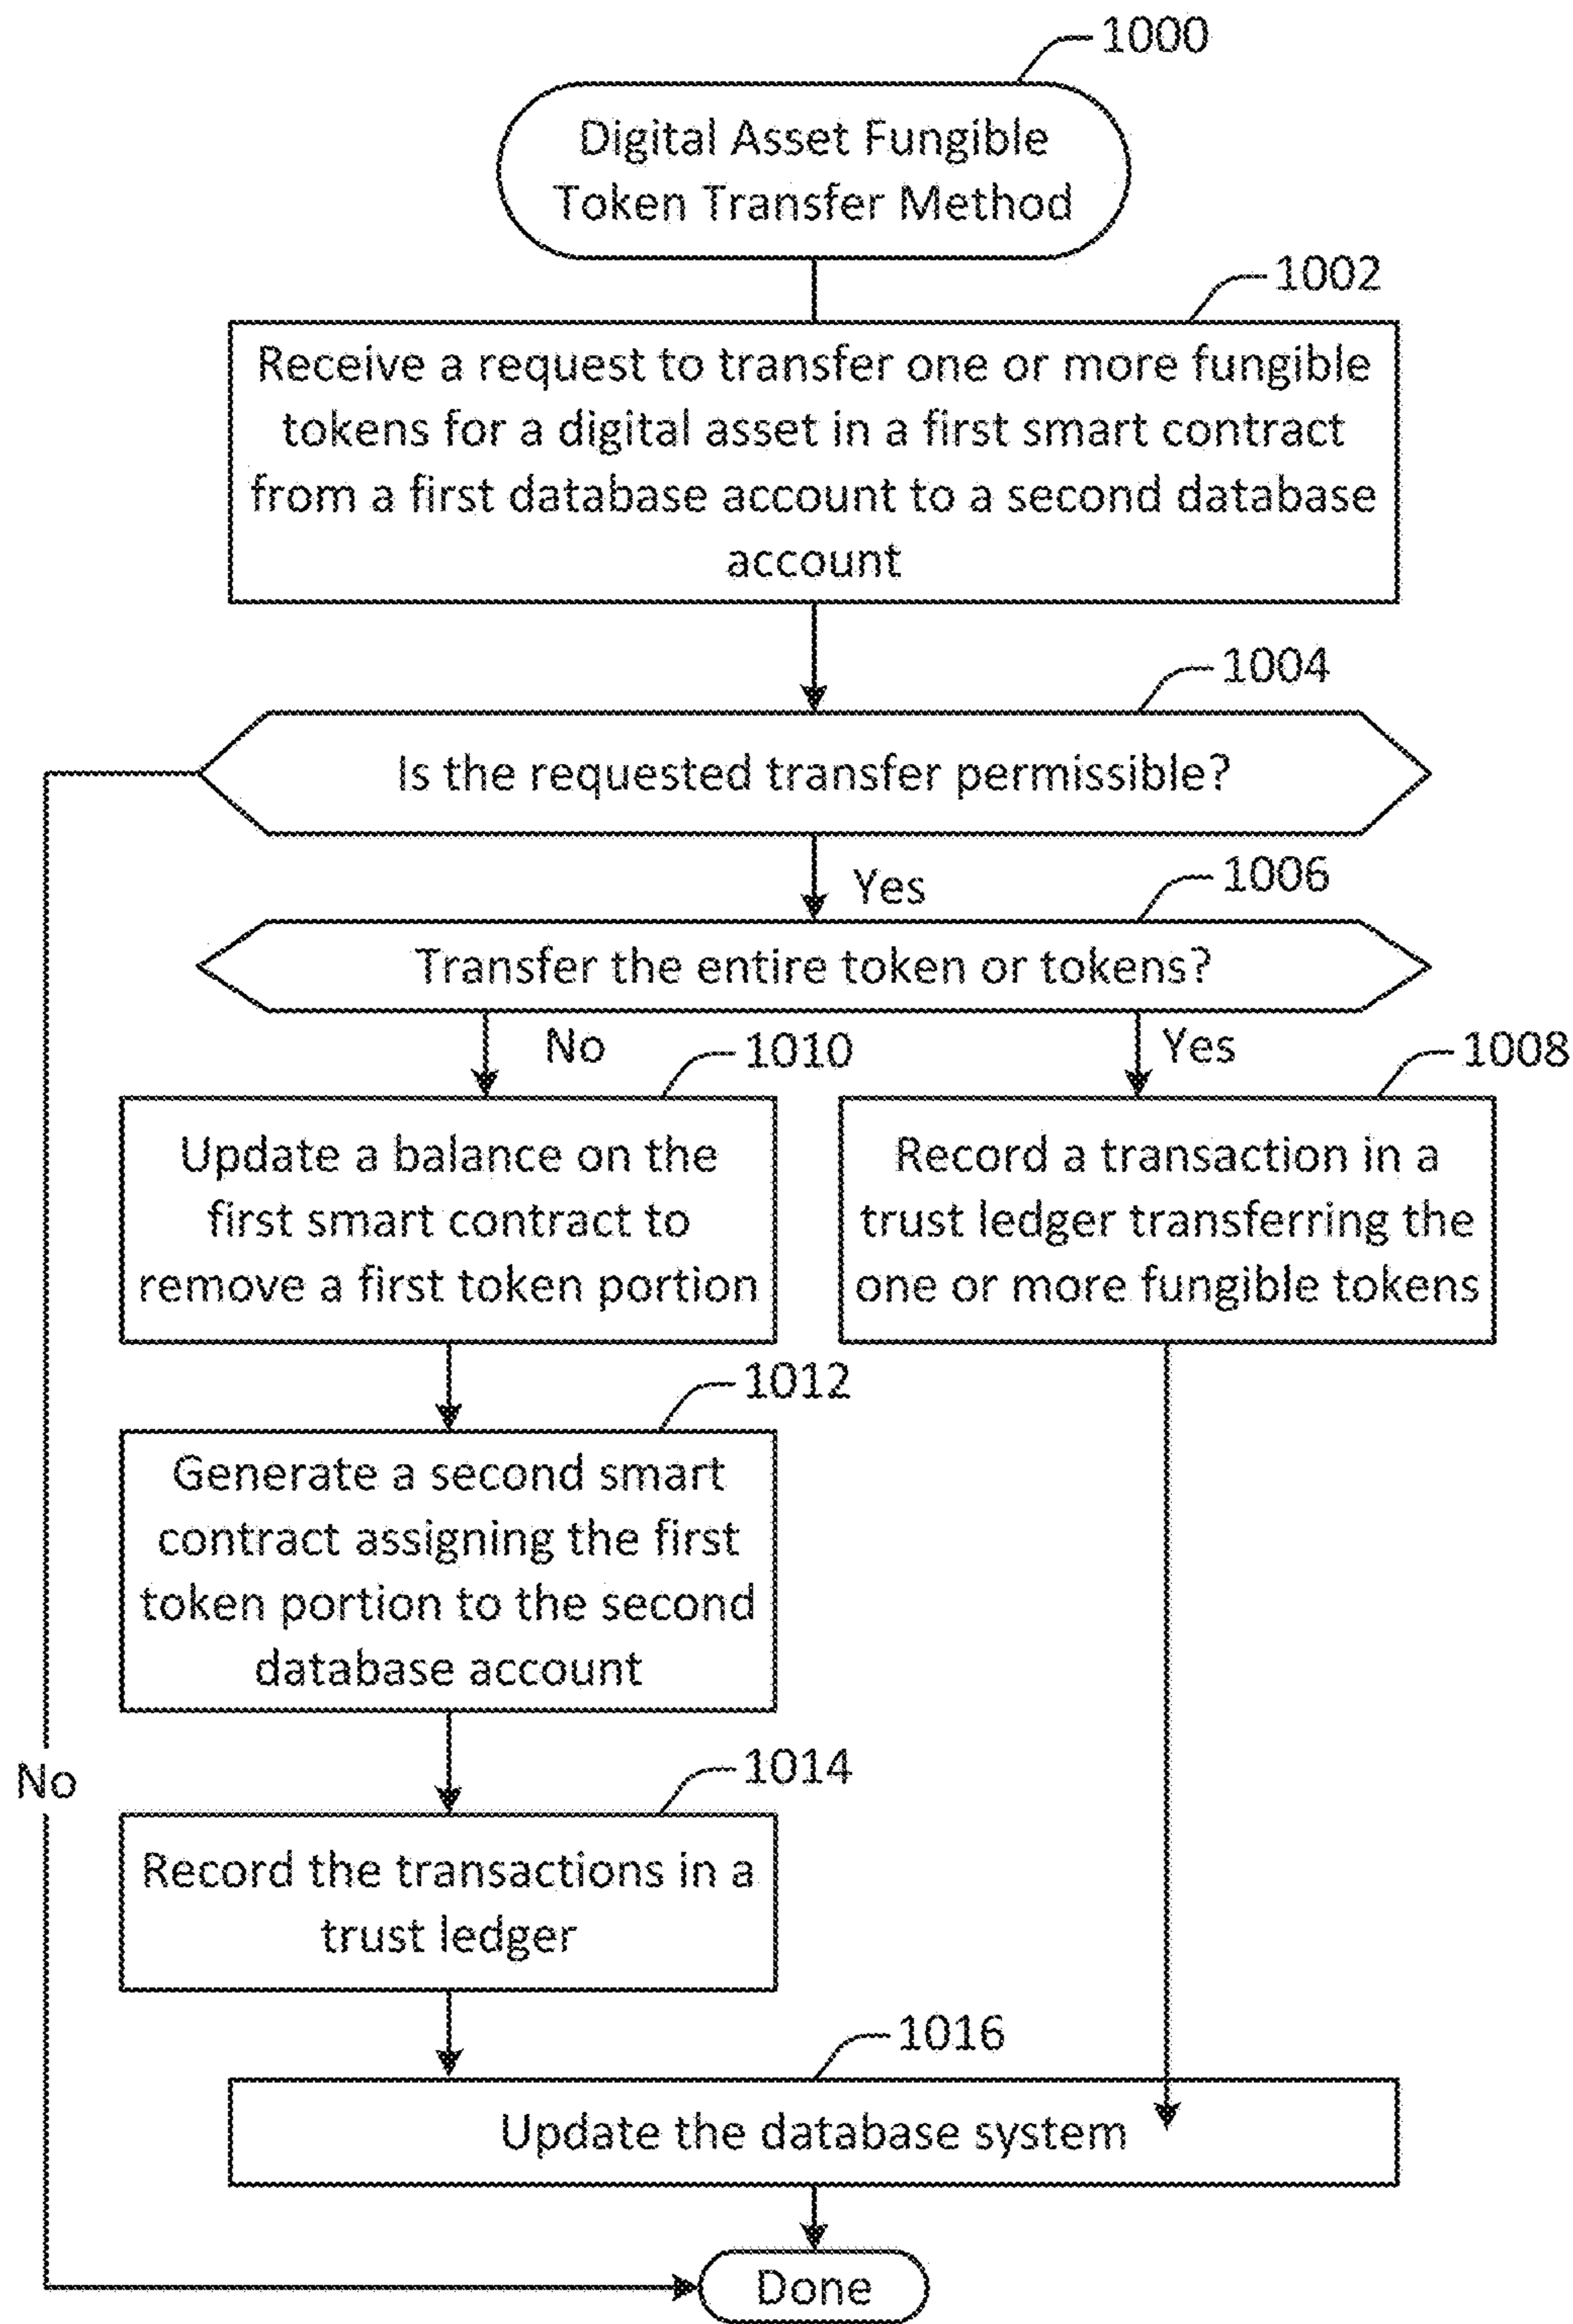 1000
Digital Asset Fungible
Token Transfer Method
1002
Receive a request to transfer one or more fungible
tokens for a digital asset in a first smart contract
from a first database account to a second database
account
1004
Is the requested transfer permissible?
Yes
1006
Transfer the entire token or tokens?
No
1010
Yes
1008
Update a balance on the
first smart contract to
remove a first token portion
Record a transaction in a
trust ledger transferring the
one or more fungible tokens
1012
Generate a second smart
contract assigning the first
token portion to the second
database account
No
1014
Record the transactions in a
trust ledger
1016
Update the database system
Done